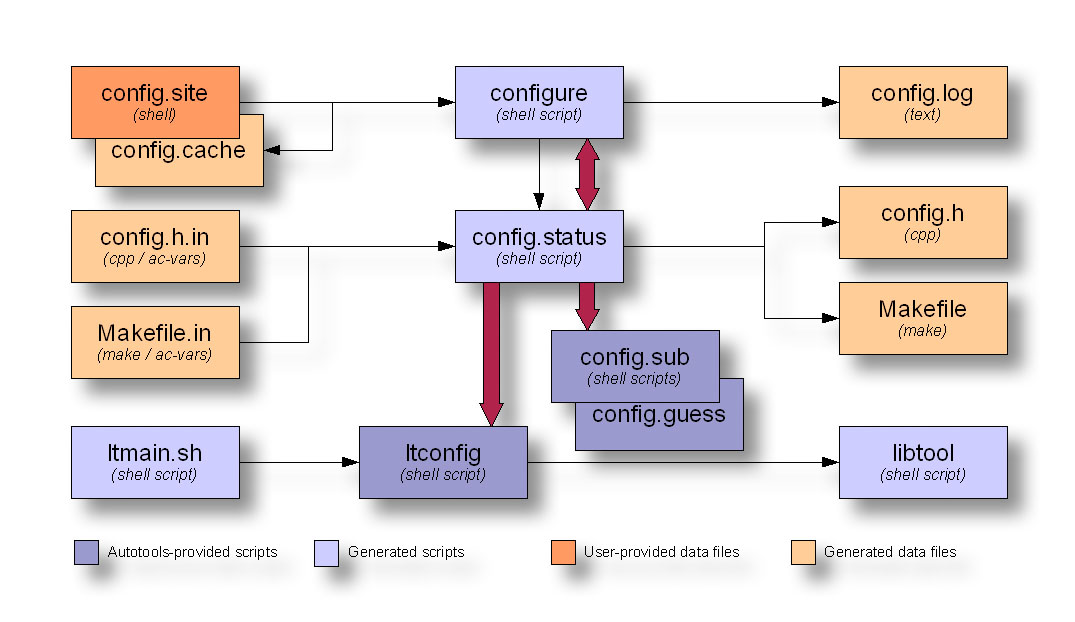 config.site
(shell)
config.cache
configure
(shell script)
config.log
(text)
config.h.in
(cpp / ac-vars)
config.status
(shell script)
config.h
(cpp)
Makefile.in
(make / ac-vars)
Makefile
(make)
config.sub
(shell scripts)
config.guess
ltmain.sh
(shell script)
ltconfig
(shell script)
libtool
(shell script)
Autotools-provided scripts
Generated scripts
User-provided data files
Generated data files